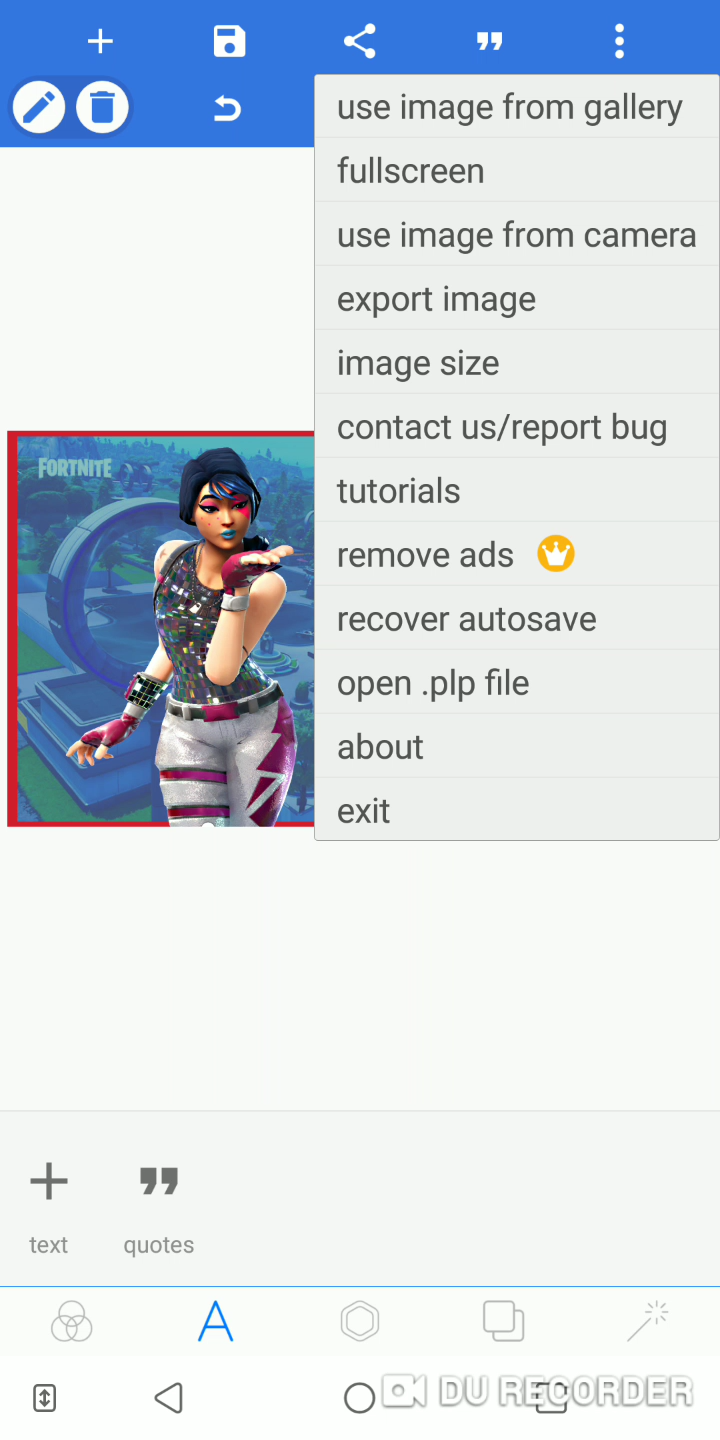 use image from gallery
fullscreen
use image from camera
export image
image size
contact us/report bug
tutorials
remove ads
recover autosave
open .plp file
about
exit
FORTNITE
text
quotes
DU RECORDER